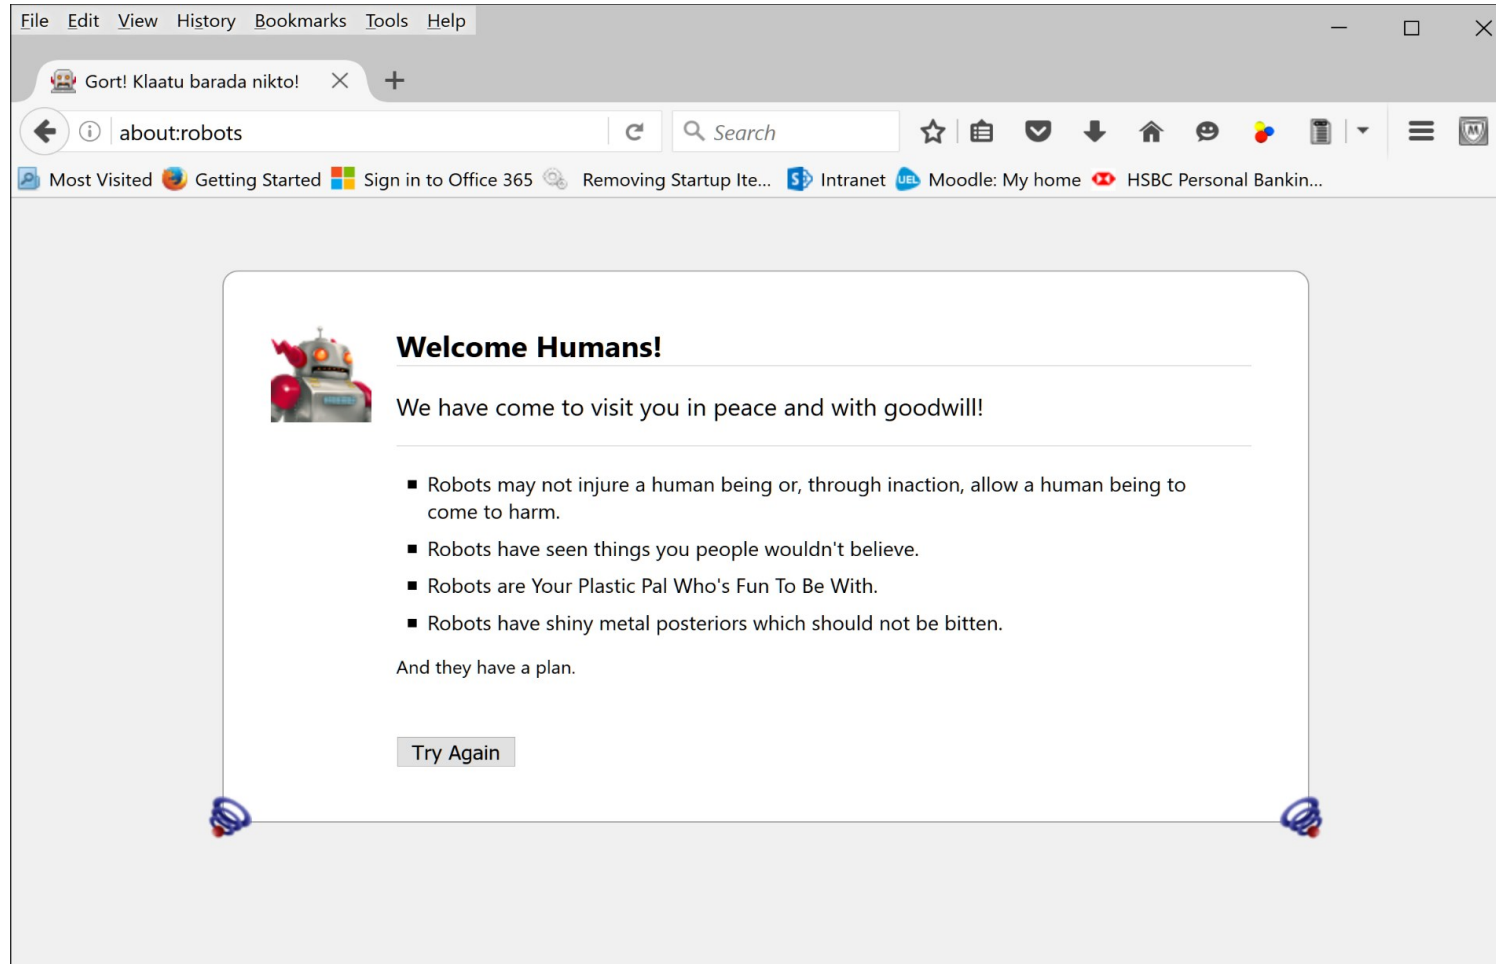 File Edit View History Bookmarks Tools Help
Gort! Klaatu barada nikto!
about:robots
Search
Most Visited Getting Started Sign in to Office 365 Removing Startup Ite... Intranet UEL Moodle: My home HSBC Personal Bankin...
Welcome Humans!
We have come to visit you in peace and with goodwill!
Robots may not injure a human being or, through inaction, allow a human being to
come to harm.
Robots have seen things you people wouldn't believe.
Robots are Your Plastic Pal Who's Fun To Be With.
Robots have shiny metal posteriors which should not be bitten.
And they have a plan.
Try Again